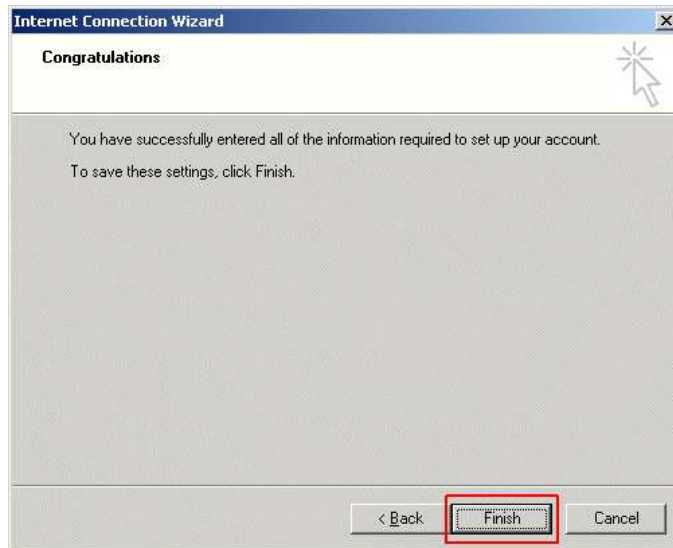 Internet Connection Wizard
Congratulations
You have successfully entered all of the information required to set up your account.
To save these settings, click Finish.
< Back Finish Cancel